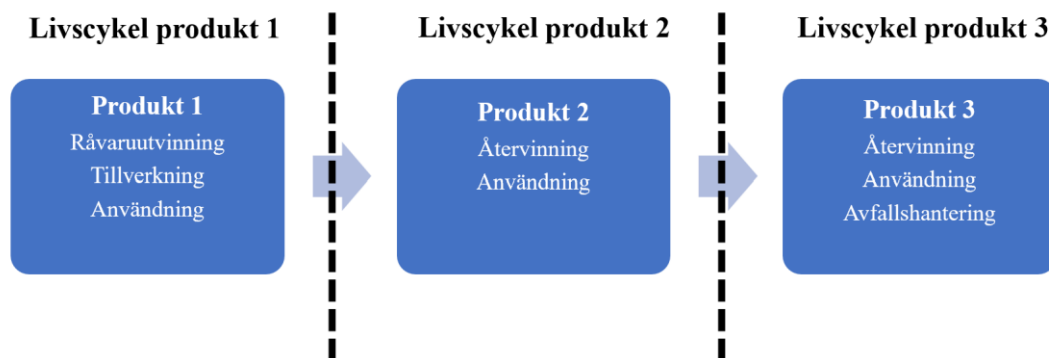 Livscykel produkt 1
Livscykel produkt 2
Livscykel produkt 3
Produkt 1
Råvaruutvinning
Tillverkning
Användning
Produkt 2
Återvinning
Användning
Produkt 3
Återvinning
Användning
Avfallshantering